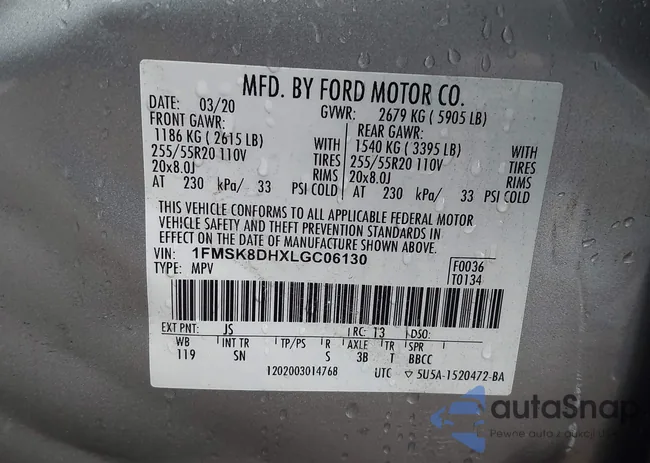 MFD. BY FORD MOTOR CO.
DATE: 03/20 GVWR: 2679 KG ( 5905 LB)
FRONT GAWR: REAR GAWR:
1186 KG ( 2615 LB) WITH 1540 KG ( 3395 LB) WITH
255/55R20 110V TIRES 255/55R20 110V TIRES
20x8.0J RIMS 20x8.0J RIMS
AT 230 kPa/ 33 PSI COLD AT 230 kPa/ 33 PSI COLD
THIS VEHICLE CONFORMS TO ALL APPLICABLE FEDERAL MOTOR
VEHICLE SAFETY AND THEFT PREVENTION STANDARDS IN
EFFECT ON THE DATE OF MANUFACTURE SHOWN ABOVE.
VIN: 1FMSK8DHXLGC06130 F0036
TYPE: MPV T0134
EXT PNT: JS RC: 13 DSO:
WB INT TR TP/PS R AXLE TR SPR
119 SN S 3B T BBCC
1202003014768 UTC ▽ 5U5A-1520472-BA
autoSnap
Pewne auto z aukcji USA